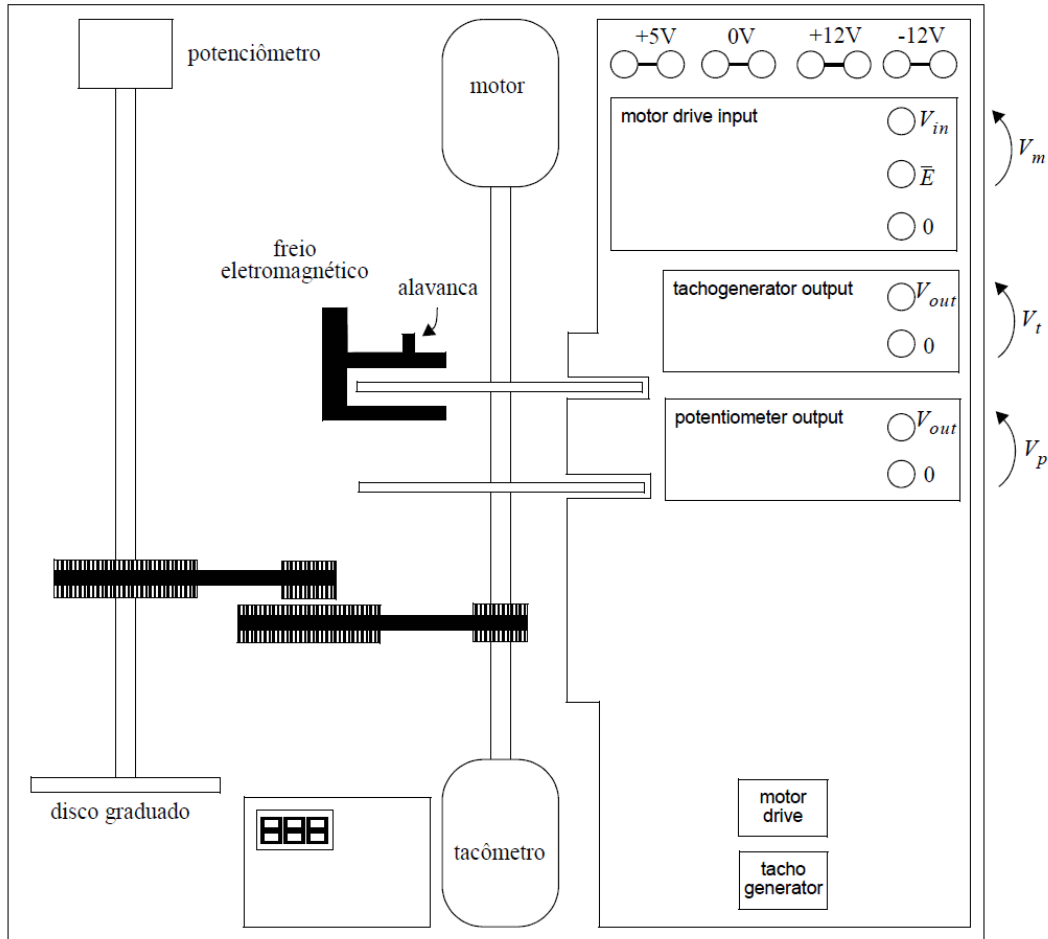 potenciômetro
motor
freio
eletromagnético
alavanca
disco graduado
888
tacômetro
+5V 0V +12V -12V
motor drive input
V_in
E̅
0
V_m
tachogenerator output
V_out
0
V_t
potentiometer output
V_out
0
V_p
motor
drive
tacho
generator